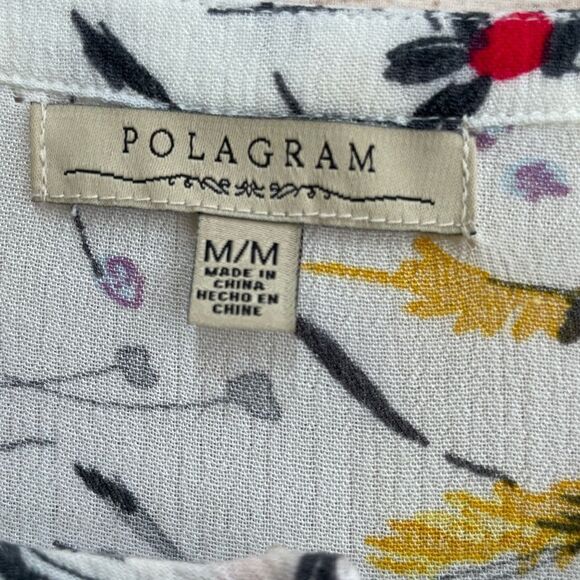 POLAGRAM
M/M
MADE IN
CHINA
HECHO EN
CHINE